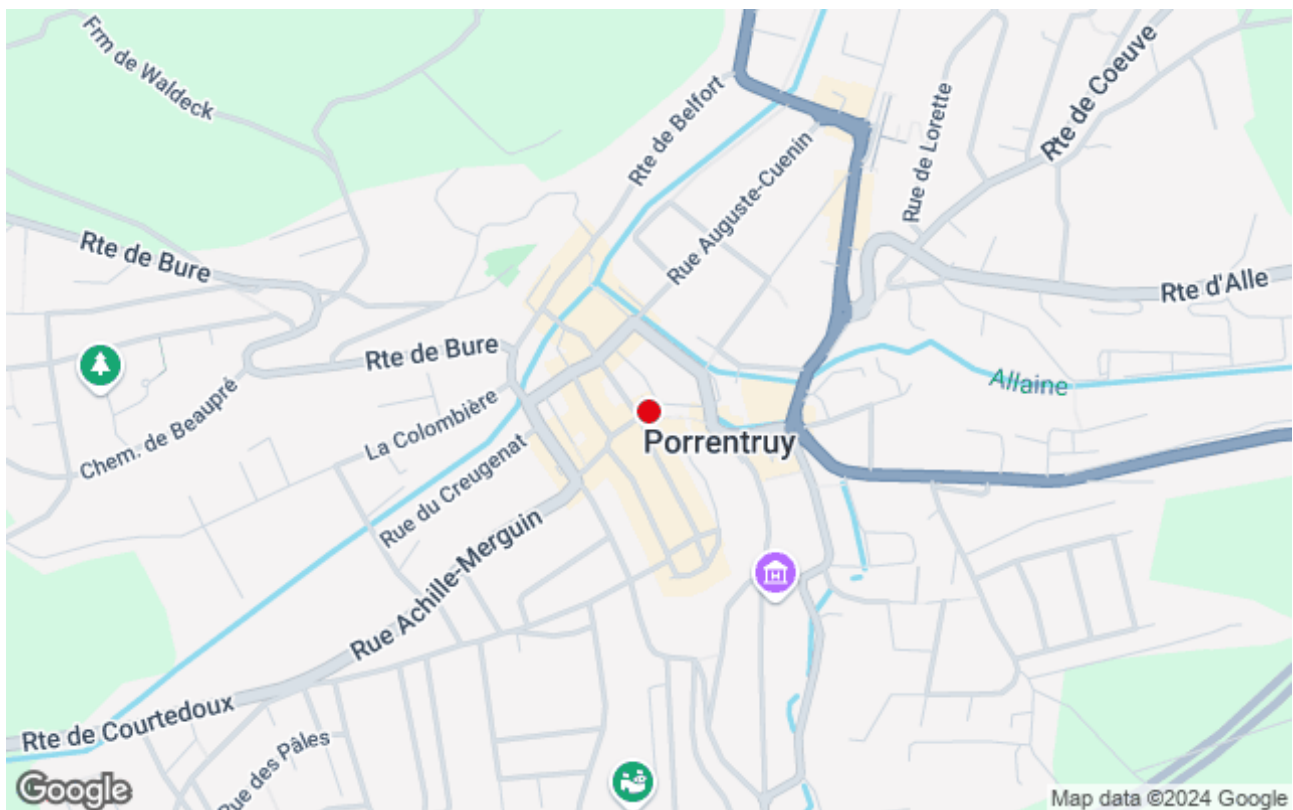 Frm de Waldeck
Rte de Belfort
Rue Auguste-Cuenin
Rue de Lorette
Rte de Coeuve
Rte de Bure
Rte d'Alle
Rte de Bure
Allaine
Chem. de Beaupré
La Colombière
Porrentruy
Rue du Creugenat
Rue Achille-Merguin
H
Rte de Courtedoux
Rue des Pâles
Google
Map data ©2024 Google